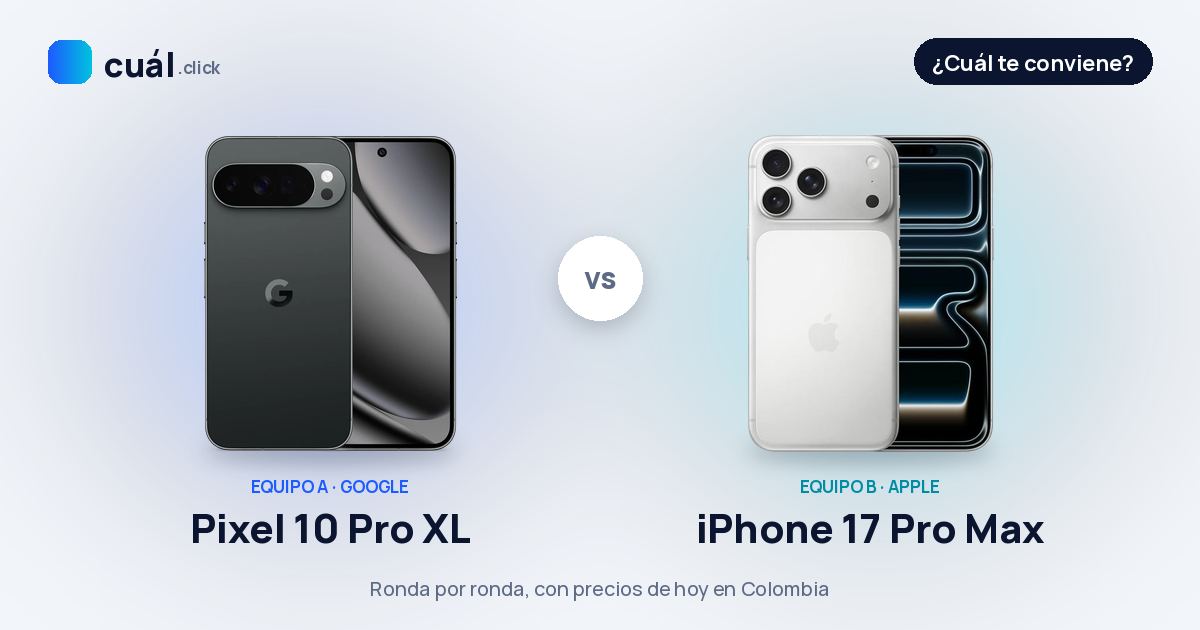 cuál.click
¿Cuál te conviene?
VS
EQUIPO A · GOOGLE
Pixel 10 Pro XL
EQUIPO B · APPLE
iPhone 17 Pro Max
Ronda por ronda, con precios de hoy en Colombia